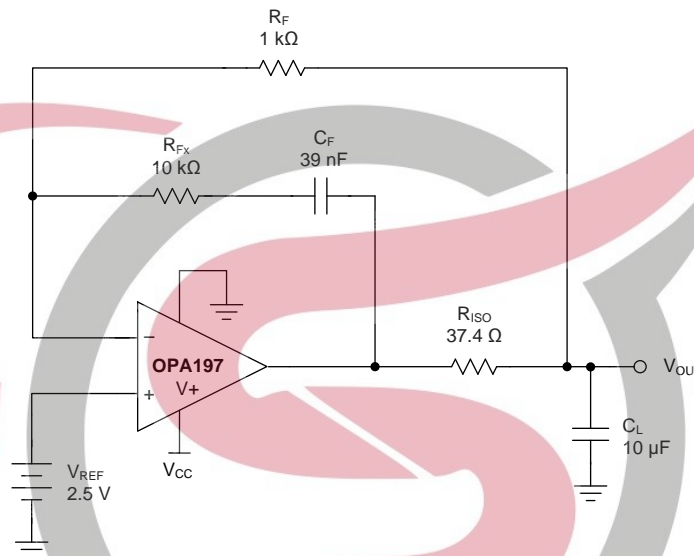 R_F
1 kΩ
R_Fx
10 kΩ
C_F
39 nF
R_ISO
37.4 Ω
−
OPA197
V+
+
V_OU
C_L
10 µF
V_REF
2.5 V
V_CC